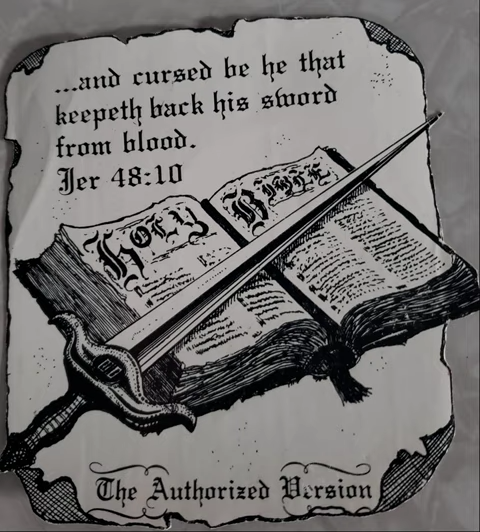 ...and cursed be he that
keepeth back his sword
from blood.
Jer 48:10
Holy Bible
The Authorized Version